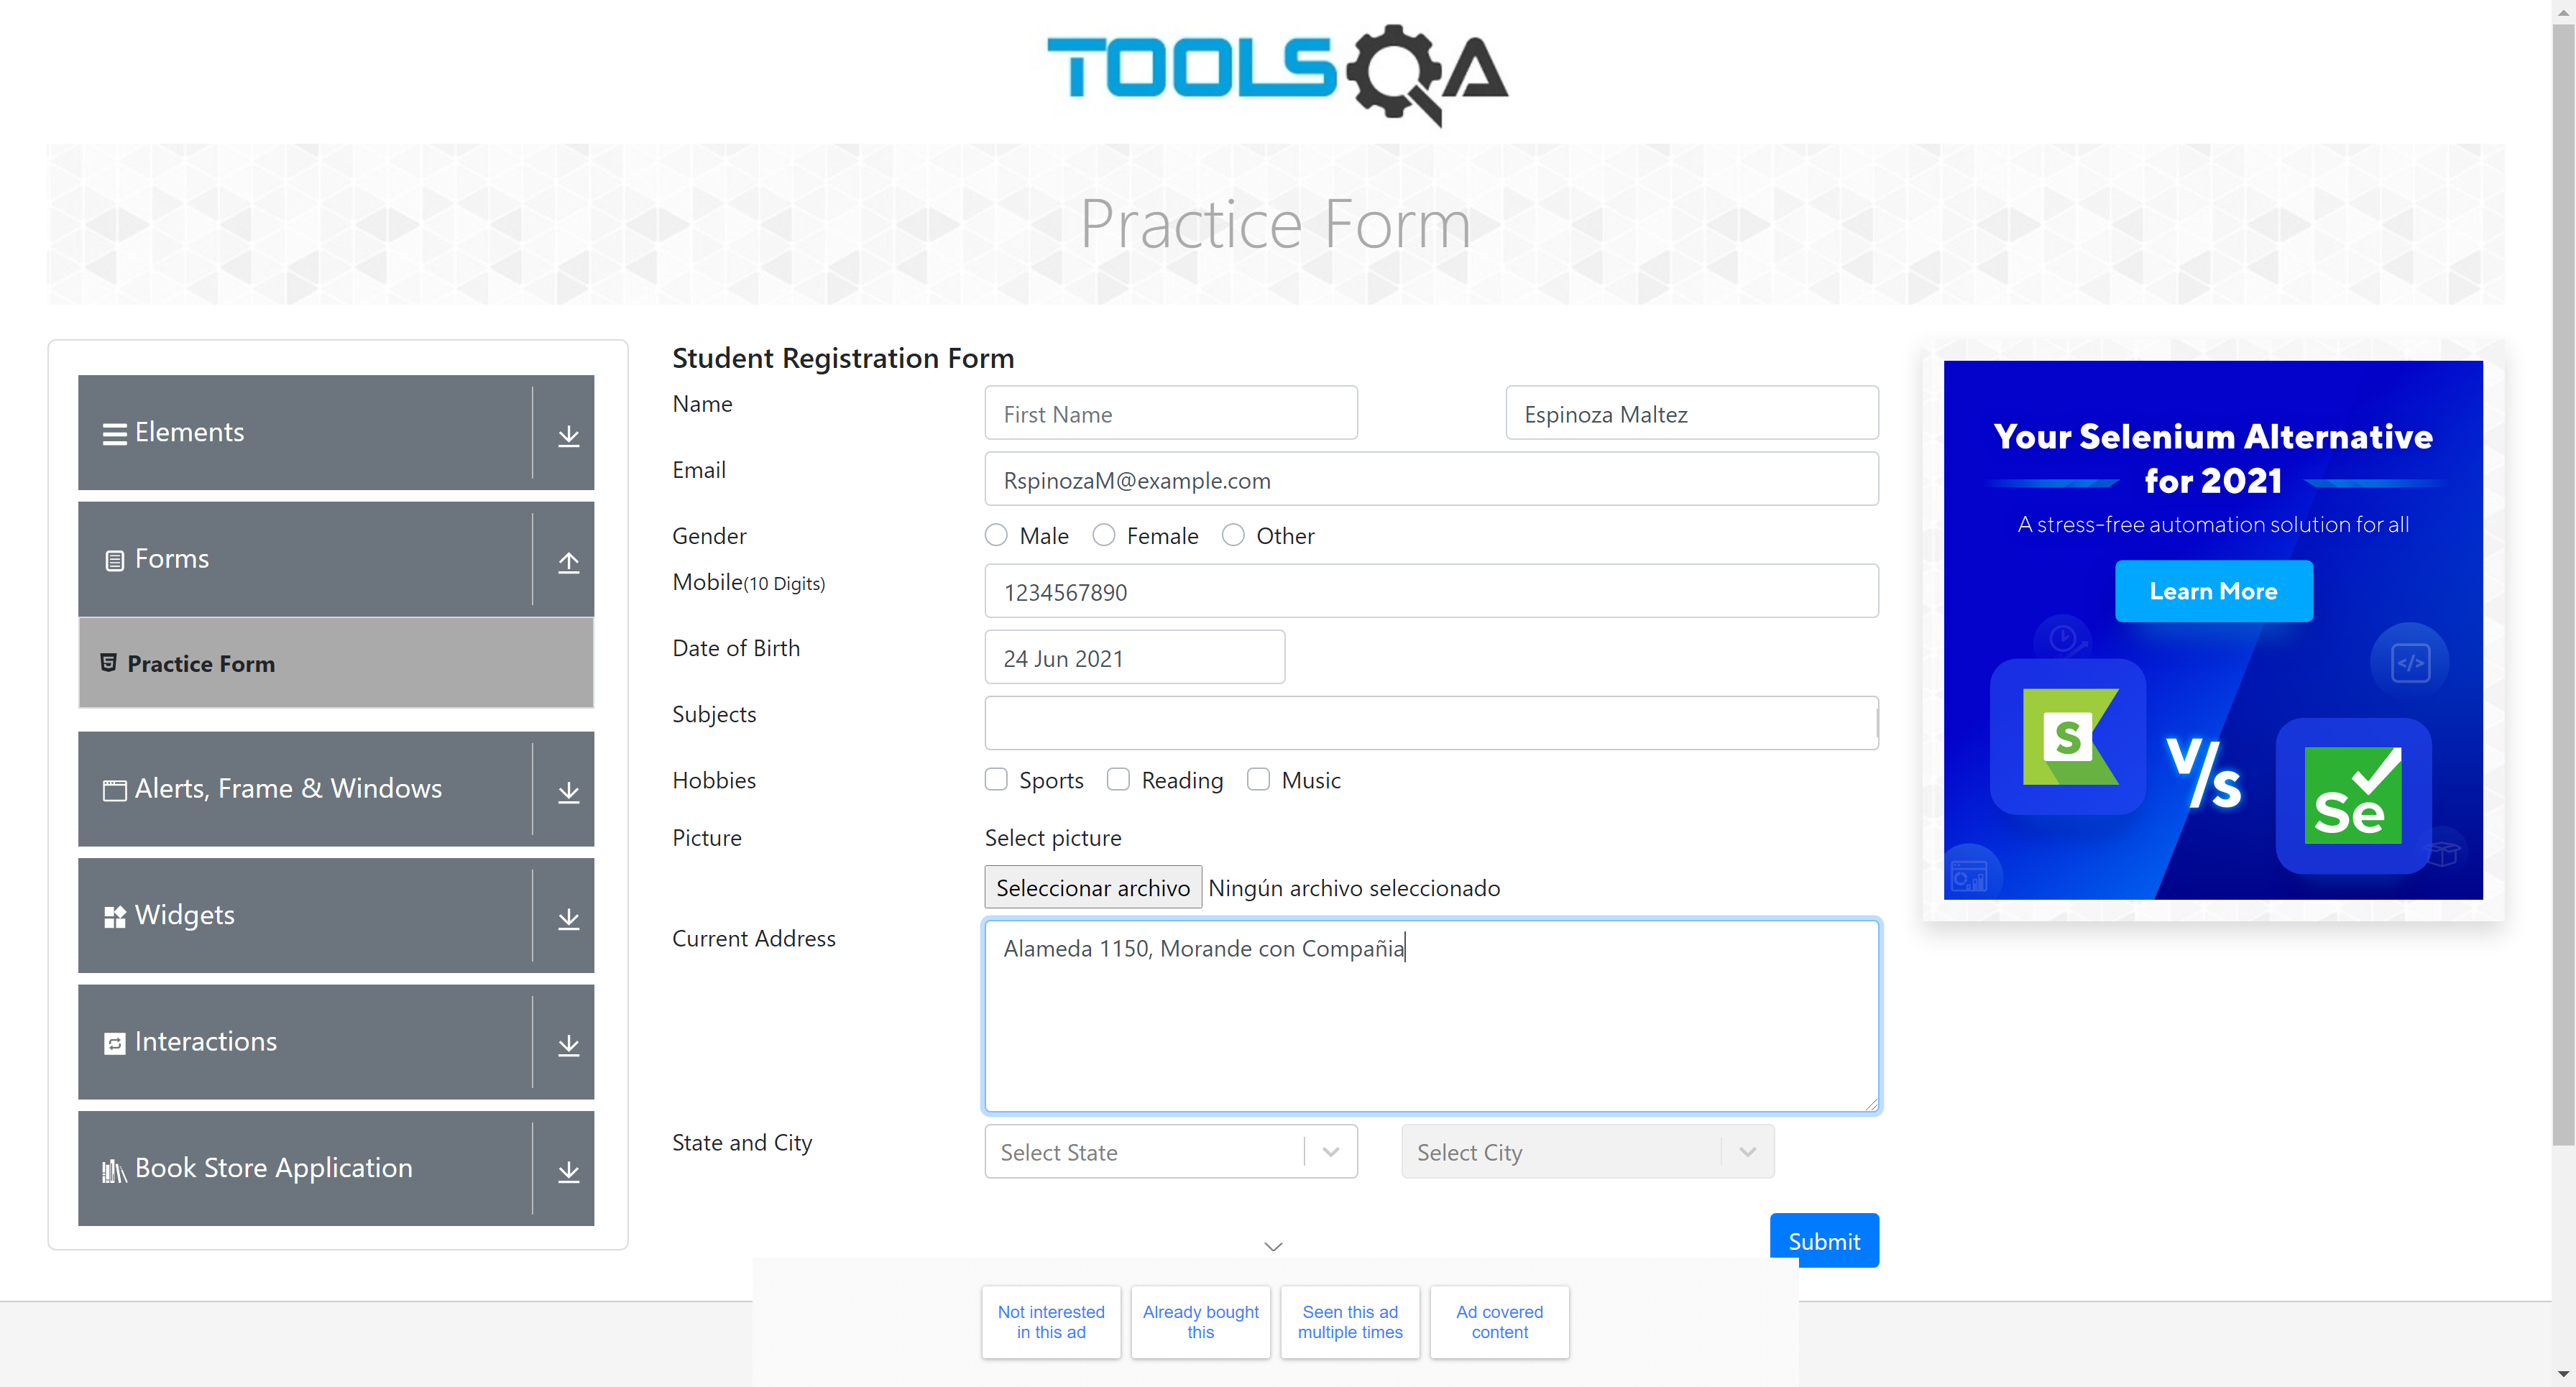 TOOLSQA
Practice Form
Elements
Forms
Practice Form
Alerts, Frame & Windows
Widgets
Interactions
Book Store Application
Student Registration Form
Name
First Name
Espinoza Maltez
Email
RspinozaM@example.com
Gender
Male Female Other
Mobile(10 Digits)
1234567890
Date of Birth
24 Jun 2021
Subjects
Hobbies
Sports Reading Music
Picture
Select picture
Seleccionar archivo Ningún archivo seleccionado
Current Address
Alameda 1150, Morande con Compañia
State and City
Select State
Select City
Submit
Your Selenium Alternative
for 2021
A stress-free automation solution for all
Learn More
</>
S
V/s
Se
Not interested
in this ad
Already bought
this
Seen this ad
multiple times
Ad covered
content